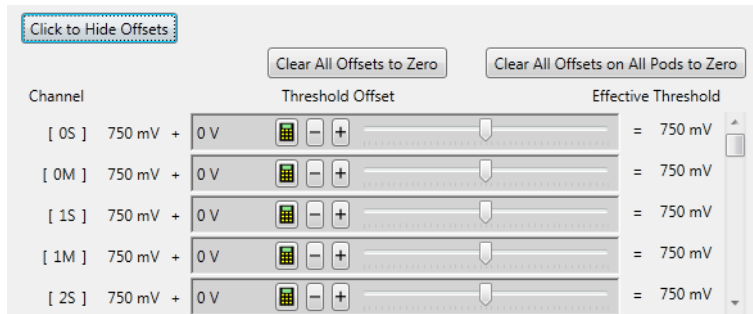 Click to Hide Offsets
Clear All Offsets to Zero Clear All Offsets on All Pods to Zero
Channel Threshold Offset Effective Threshold
[ 0S ] 750 mV + 0 V − + = 750 mV
[ 0M ] 750 mV + 0 V − + = 750 mV
[ 1S ] 750 mV + 0 V − + = 750 mV
[ 1M ] 750 mV + 0 V − + = 750 mV
[ 2S ] 750 mV + 0 V − + = 750 mV